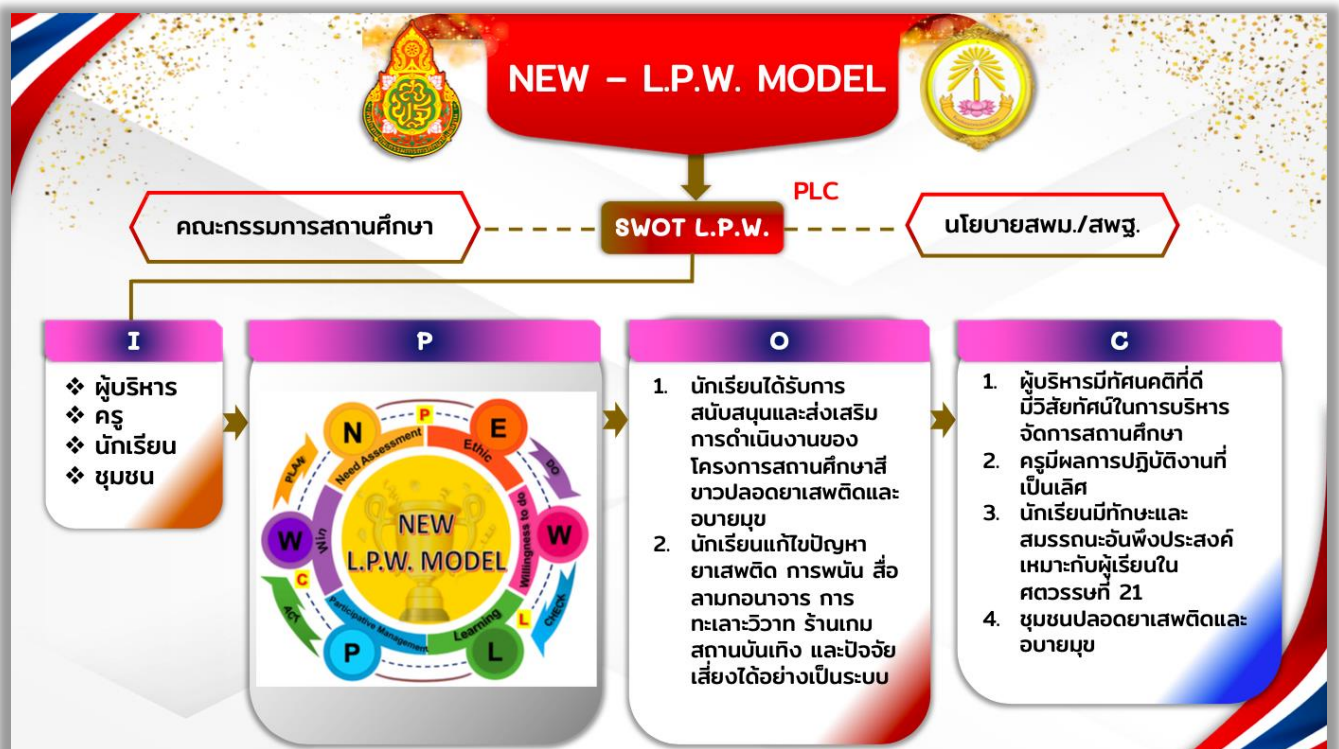 NEW – L.P.W. MODEL
PLC
คณะกรรมการสถานศึกษา
SWOT L.P.W.
นโยบายสพม./สพฐ.
I
❖ ผู้บริหาร
❖ ครู
❖ นักเรียน
❖ ชุมชน
P
N
P
E
Need Assessment
Ethic
PLAN
DO
W
Win
NEW
L.P.W. MODEL
Willingness to do
W
C
Participative Management
Learning
L
ACT
CHECK
P
L
O
1. นักเรียนได้รับการ
สนับสนุนและส่งเสริม
การดำเนินงานของ
โครงการสถานศึกษาสี
ขาวปลอดยาเสพติดและ
อบายมุข
2. นักเรียนแก้ไขปัญหา
ยาเสพติด การพนัน สื่อ
ลามกอนาจาร การ
ทะเลาะวิวาท ร้านเกม
สถานบันเทิง และปัจจัย
เสี่ยงได้อย่างเป็นระบบ
C
1. ผู้บริหารมีทัศนคติที่ดี
มีวิสัยทัศน์ในการบริหาร
จัดการสถานศึกษา
2. ครูมีผลการปฏิบัติงานที่
เป็นเลิศ
3. นักเรียนมีทักษะและ
สมรรถนะอันพึงประสงค์
เหมาะกับผู้เรียนใน
ศตวรรษที่ 21
4. ชุมชนปลอดยาเสพติดและ
อบายมุข